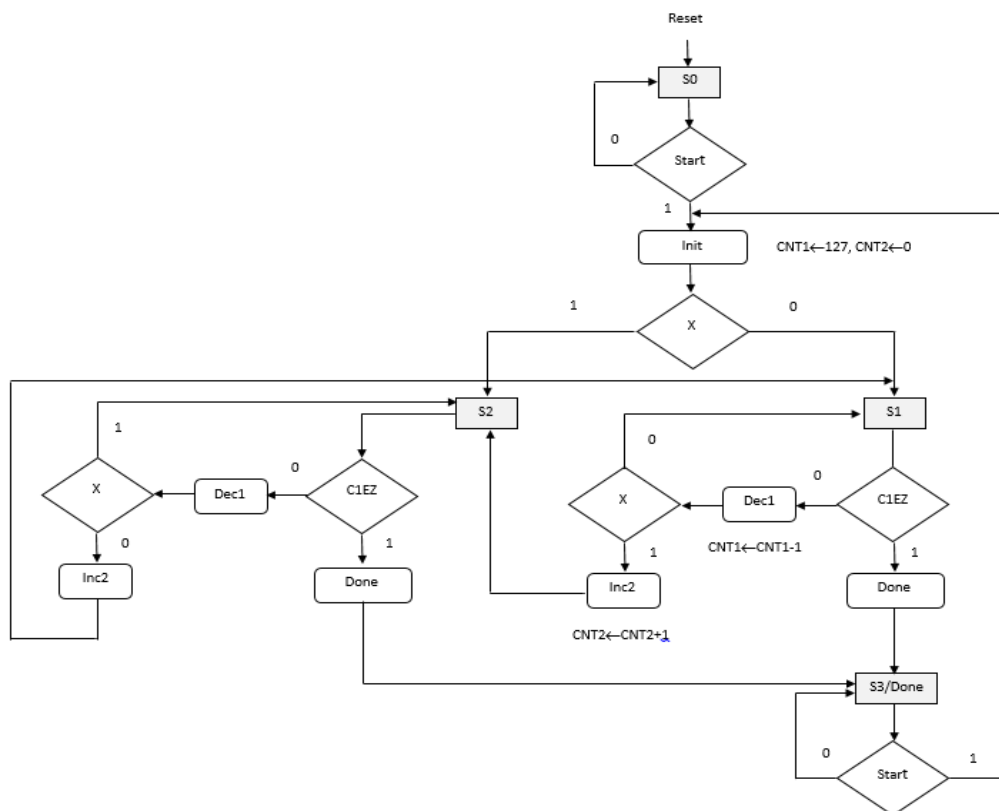 Reset
S0
0
Start
1
Init
CNT1←127, CNT2←0
1
X
0
S2
S1
1
0
0
0
X
Dec1
C1EZ
X
Dec1
C1EZ
0
1
CNT1←CNT1-1
1
1
Inc2
Done
Inc2
Done
CNT2←CNT2+1
S3/Done
0
Start
1